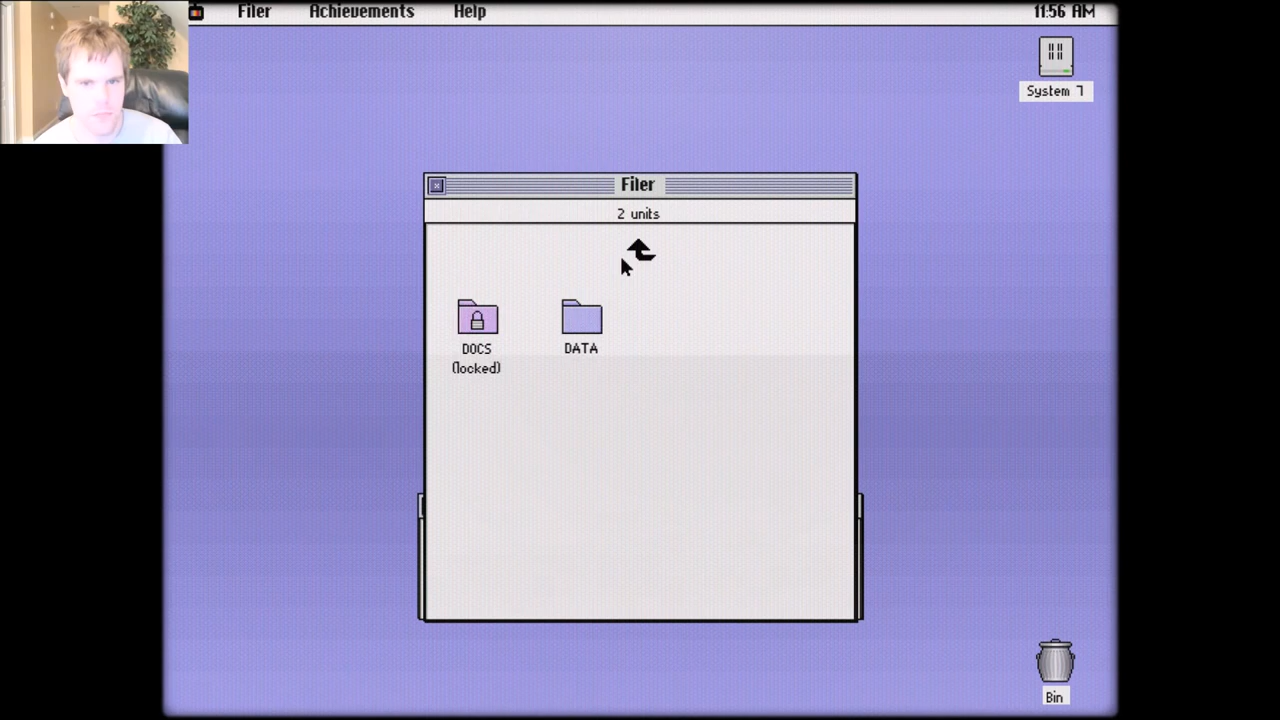 Filer Achievements Help 11:56 AM
System 7
Filer
2 units
DOCS
(locked)
DATA
Bin